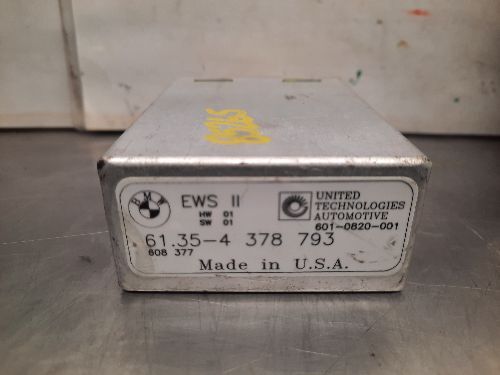 BMW
EWS II
HW 01
SW 01
UNITED
TECHNOLOGIES
AUTOMOTIVE
601-0820-001
61.35-4 378 793
608 377
Made in U.S.A.